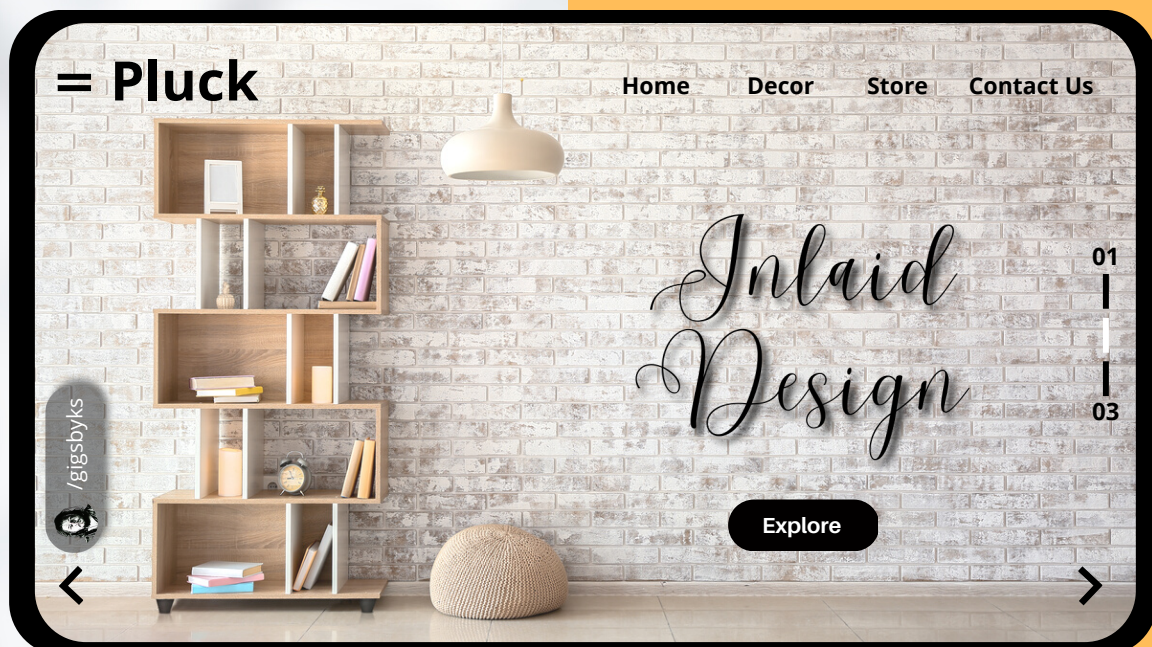 Pluck
Home Decor Store Contact Us
Inlaid
Design
01
03
/gigsbyks
Explore